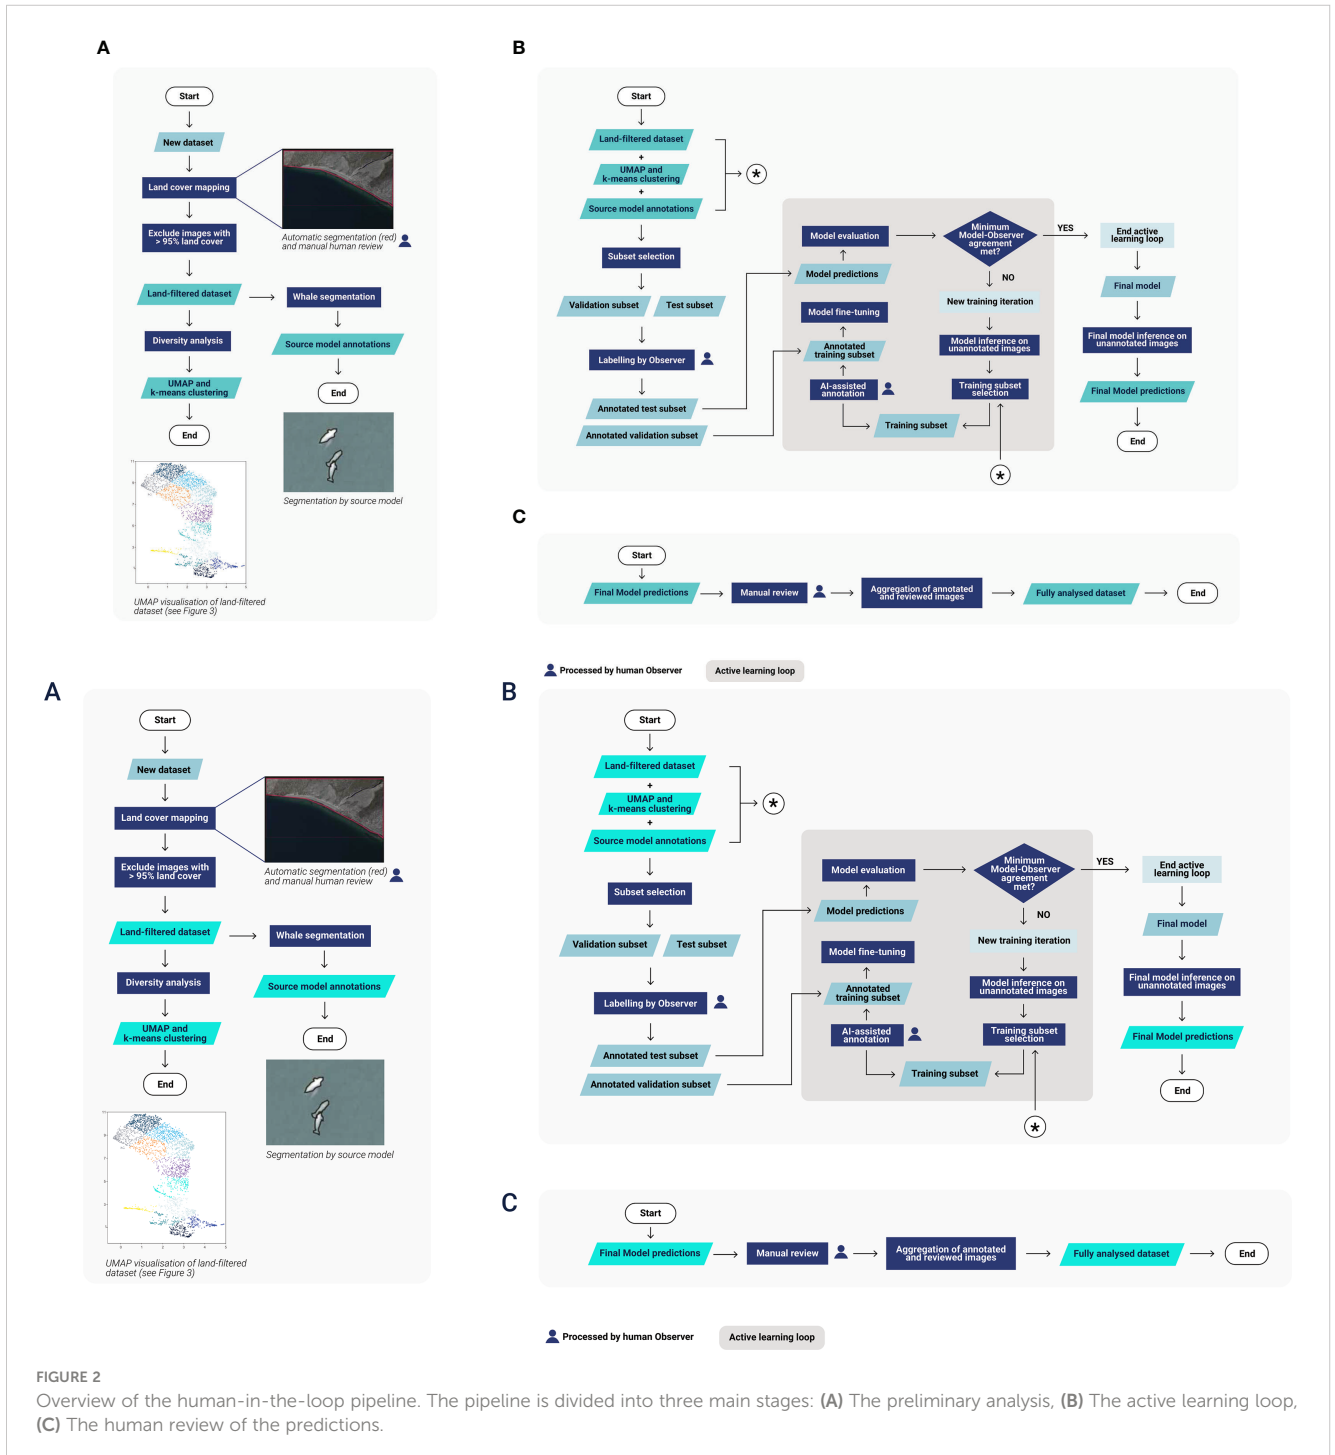 A
Start
New dataset
Land cover mapping
Exclude images with
> 95% land cover
Automatic segmentation (red)
and manual human review
Land-filtered dataset
Whale segmentation
Diversity analysis
Source model annotations
UMAP and
k-means clustering
End
End
Segmentation by source model
UMAP visualisation of land-filtered
dataset (see Figure 3)
B
Start
Land-filtered dataset
+
UMAP and
k-means clustering
+
Source model annotations
*
Subset selection
Validation subset
Test subset
Labelling by Observer
Annotated test subset
Annotated validation subset
Model evaluation
Model predictions
Model fine-tuning
Annotated
training subset
AI-assisted
annotation
Training subset
Minimum
Model-Observer
agreement
met?
YES
NO
New training iteration
Model inference on
unannotated images
Training subset
selection
*
End active
learning loop
Final model
Final model inference on
unannotated images
Final Model predictions
End
C
Start
Final Model predictions
Manual review
Aggregation of annotated
and reviewed images
Fully analysed dataset
End
Processed by human Observer
Active learning loop
A
Start
New dataset
Land cover mapping
Exclude images with
> 95% land cover
Automatic segmentation (red)
and manual human review
Land-filtered dataset
Whale segmentation
Diversity analysis
Source model annotations
UMAP and
k-means clustering
End
End
Segmentation by source model
UMAP visualisation of land-filtered
dataset (see Figure 3)
B
Start
Land-filtered dataset
+
UMAP and
k-means clustering
+
Source model annotations
*
Subset selection
Validation subset
Test subset
Labelling by Observer
Annotated test subset
Annotated validation subset
Model evaluation
Model predictions
Model fine-tuning
Annotated
training subset
AI-assisted
annotation
Training subset
Minimum
Model-Observer
agreement
met?
YES
NO
New training iteration
Model inference on
unannotated images
Training subset
selection
*
End active
learning loop
Final model
Final model inference on
unannotated images
Final Model predictions
End
C
Start
Final Model predictions
Manual review
Aggregation of annotated
and reviewed images
Fully analysed dataset
End
Processed by human Observer
Active learning loop
FIGURE 2
Overview of the human-in-the-loop pipeline. The pipeline is divided into three main stages: (A) The preliminary analysis, (B) The active learning loop,
(C) The human review of the predictions.